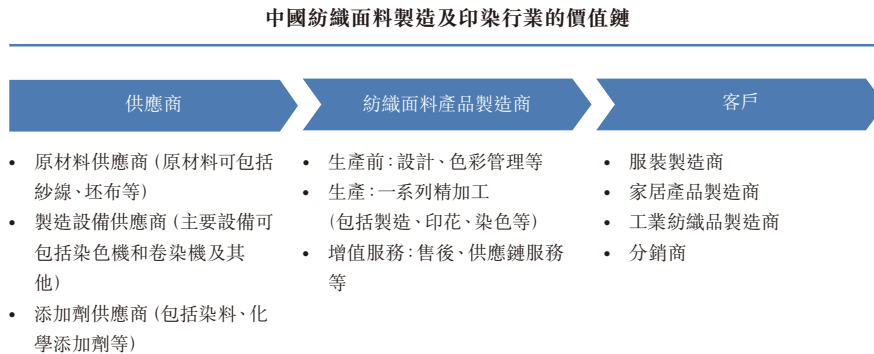 中國紡織面料製造及印染行業的價值鏈
供應商
紡織面料產品製造商
客戶
• 原材料供應商 (原材料可包括
紗線、坯布等)
• 製造設備供應商 (主要設備可
包括染色機和卷染機及其
他)
• 添加劑供應商 (包括染料、化
學添加劑等)
• 生產前：設計、色彩管理等
• 生產：一系列精加工
(包括製造、印花、染色等)
• 增值服務：售後、供應鏈服務
等
• 服裝製造商
• 家居產品製造商
• 工業紡織品製造商
• 分銷商